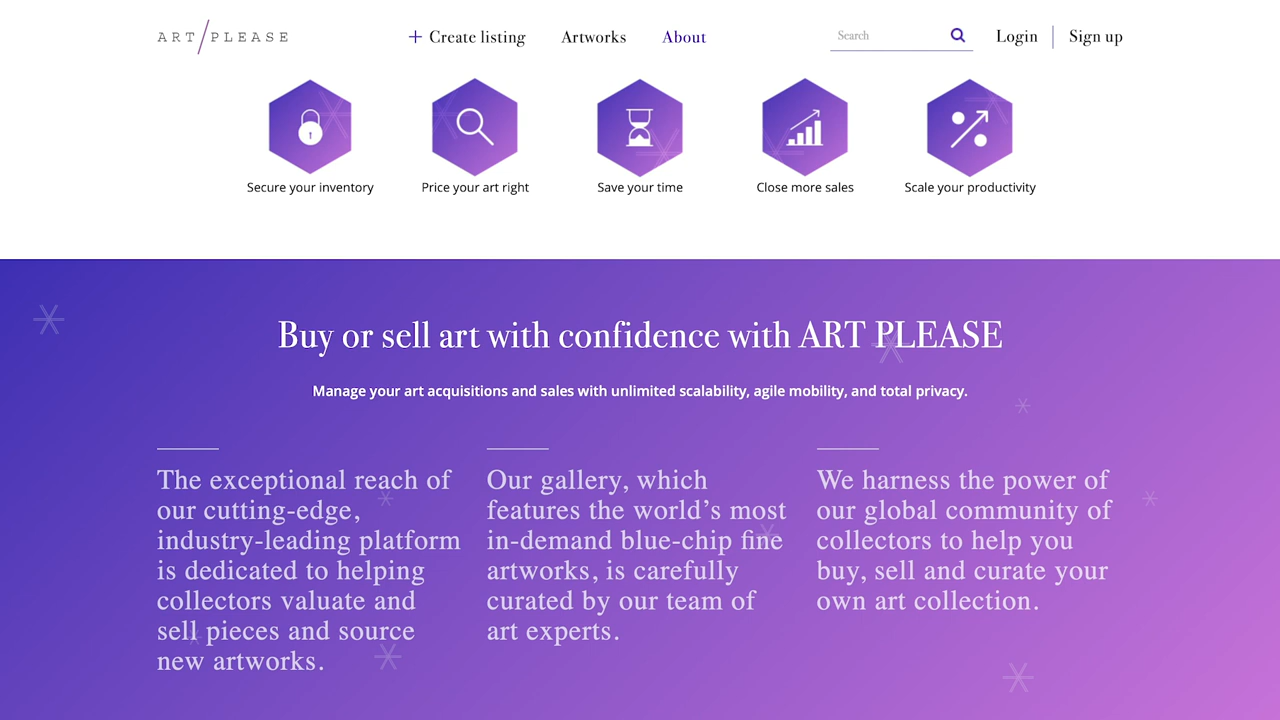 ART/PLEASE
+ Create listing
Artworks
About
Search
Login
Sign up
Secure your inventory
Price your art right
Save your time
Close more sales
Scale your productivity
Buy or sell art with confidence with ART PLEASE
Manage your art acquisitions and sales with unlimited scalability, agile mobility, and total privacy.
The exceptional reach of
our cutting-edge,
industry-leading platform
is dedicated to helping
collectors valuate and
sell pieces and source
new artworks.
Our gallery, which
features the world’s most
in-demand blue-chip fine
artworks, is carefully
curated by our team of
art experts.
We harness the power of
our global community of
collectors to help you
buy, sell and curate your
own art collection.